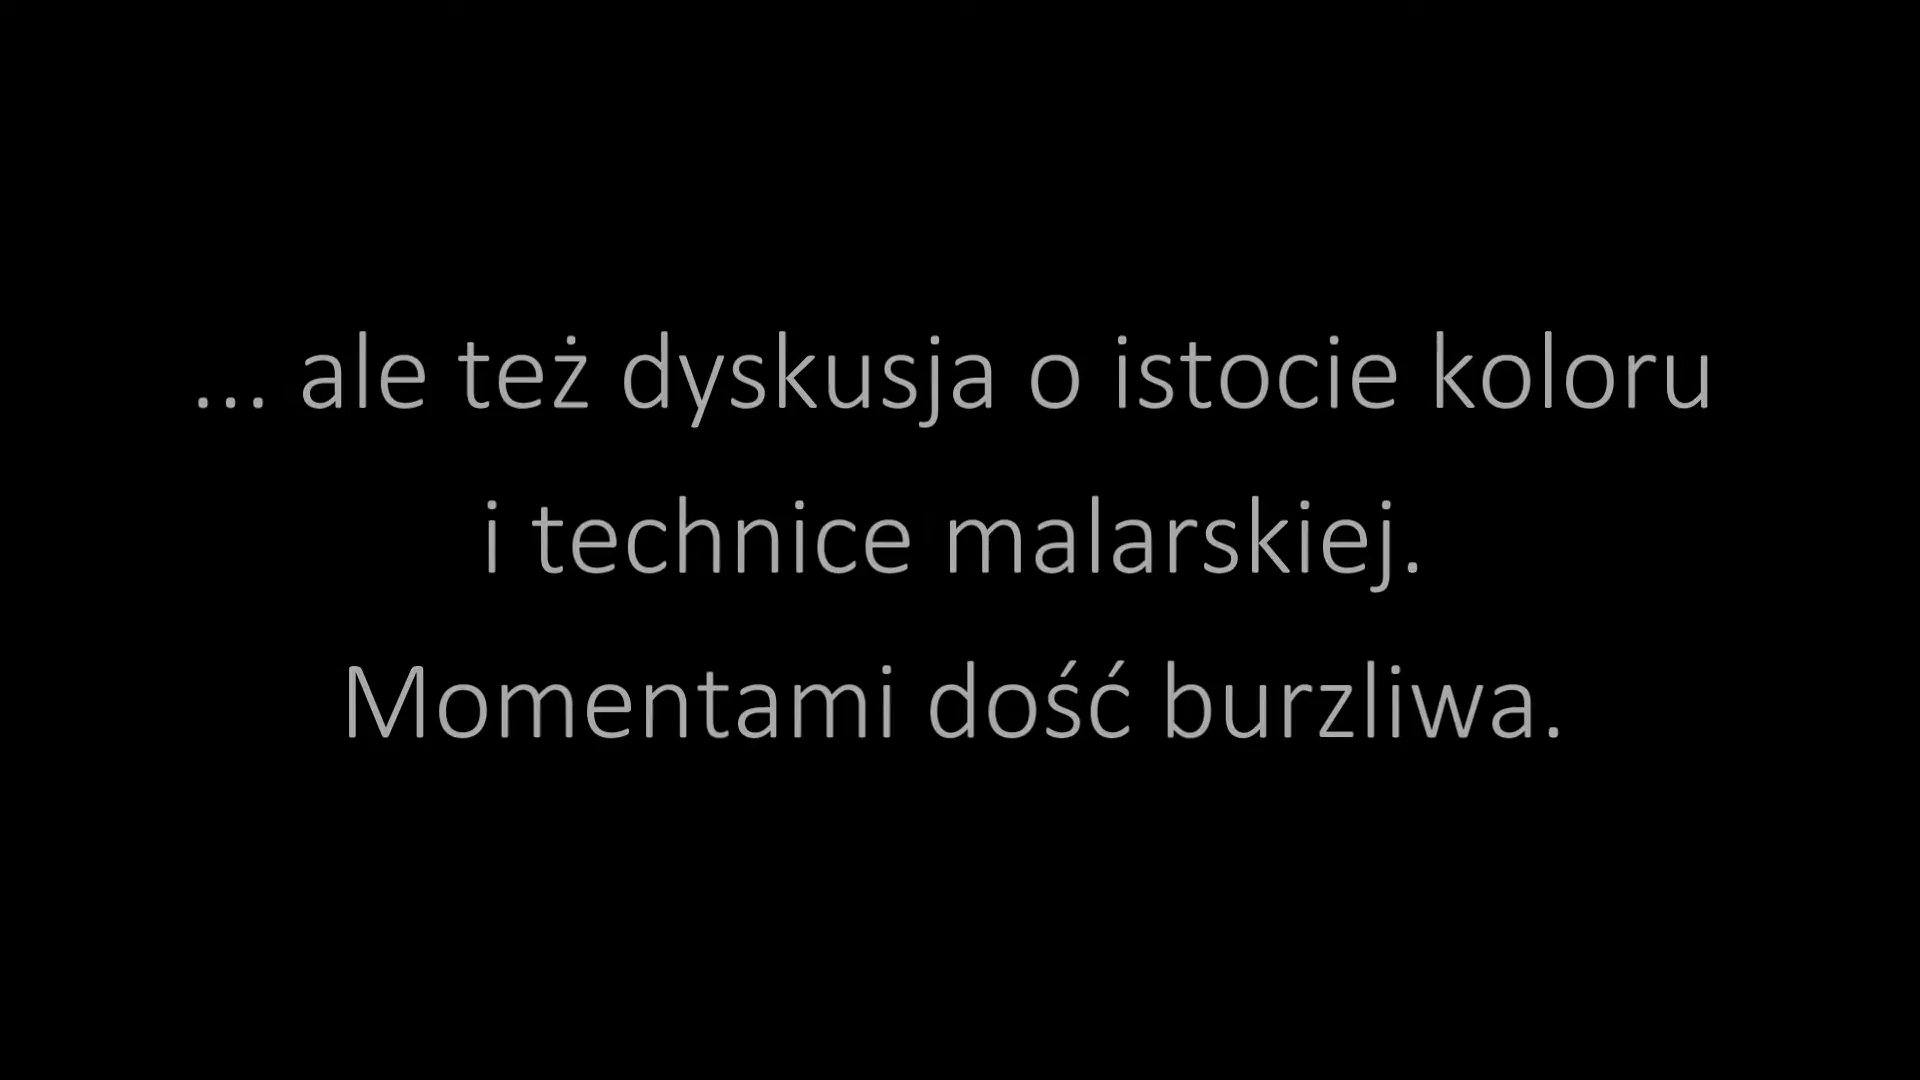 ... ale też dyskusja o istocie koloru
i technice malarskiej.
Momentami dość burzliwa.